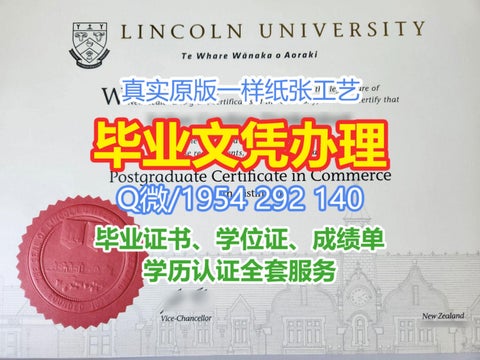 LINCOLN UNIVERSITY
Te Whare Wānaka o Aoraki
真实原版一样纸张工艺
certify that
毕业文凭办理
Postgraduate Certificate in Commerce
Q微/1954 292 140
毕业证书、学位证、成绩单
学历认证全套服务
Vice-Chancellor
New Zealand